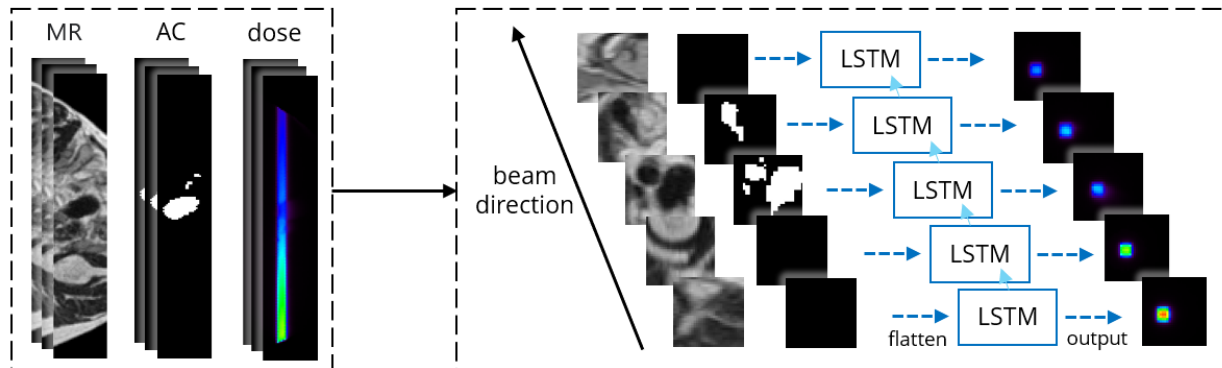 MR
AC
dose
beam
direction
LSTM
LSTM
LSTM
LSTM
LSTM
flatten
output